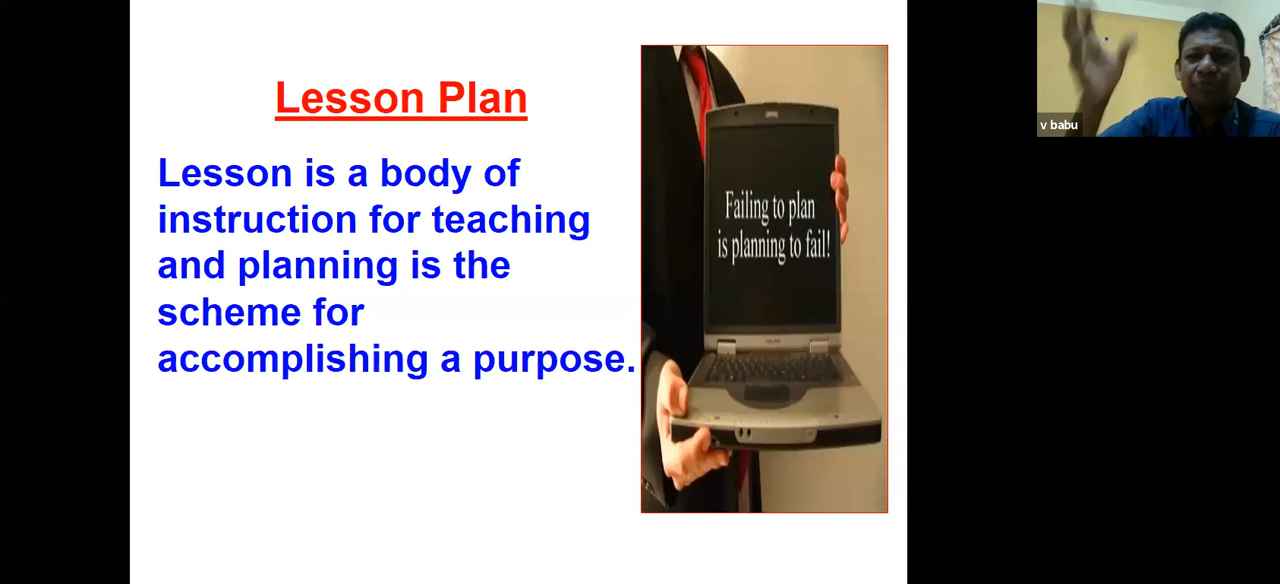 Lesson Plan
Lesson is a body of
instruction for teaching
and planning is the
scheme for
accomplishing a purpose.
Failing to plan
is planning to fail!
v babu